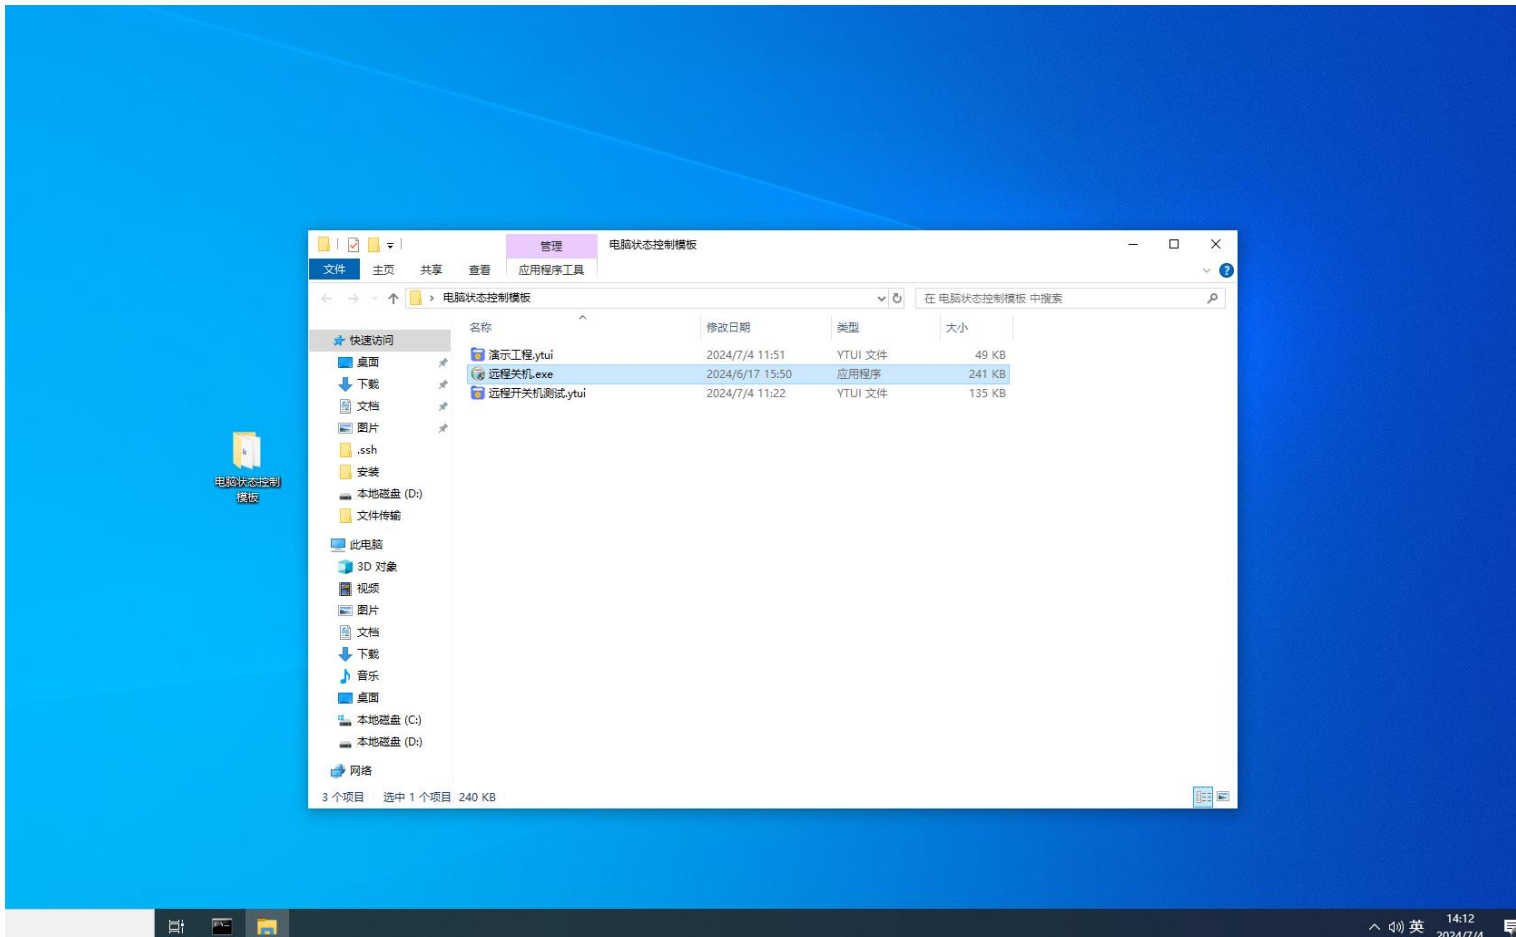 管理
电脑状态控制模板
文件
主页
共享
查看
应用程序工具
电脑状态控制模板
在 电脑状态控制模板 中搜索
名称
修改日期
类型
大小
演示工程.ytui
2024/7/4 11:51
YTUI 文件
49 KB
远程关机.exe
2024/6/17 15:50
应用程序
241 KB
远程开关机测试.ytui
2024/7/4 11:22
YTUI 文件
135 KB
快速访问
桌面
下载
文档
图片
.ssh
安装
本地磁盘 (D:)
文件传输
此电脑
3D 对象
视频
图片
文档
下载
音乐
桌面
本地磁盘 (C:)
本地磁盘 (D:)
网络
3 个项目
选中 1 个项目 240 KB
电脑状态控制
模板
英
14:12
2024/7/4